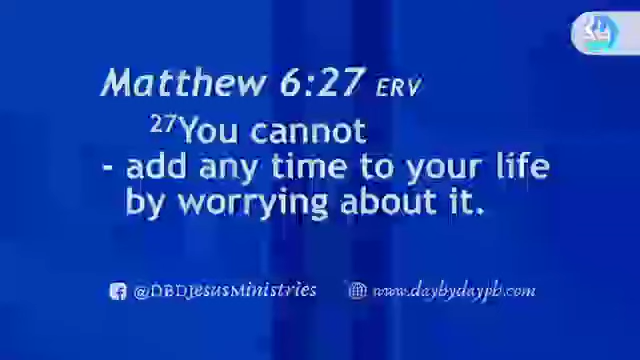 Matthew 6:27 ERV
27You cannot
- add any time to your life
by worrying about it.
@DBDJesusMinistries www.daybydaypb.com